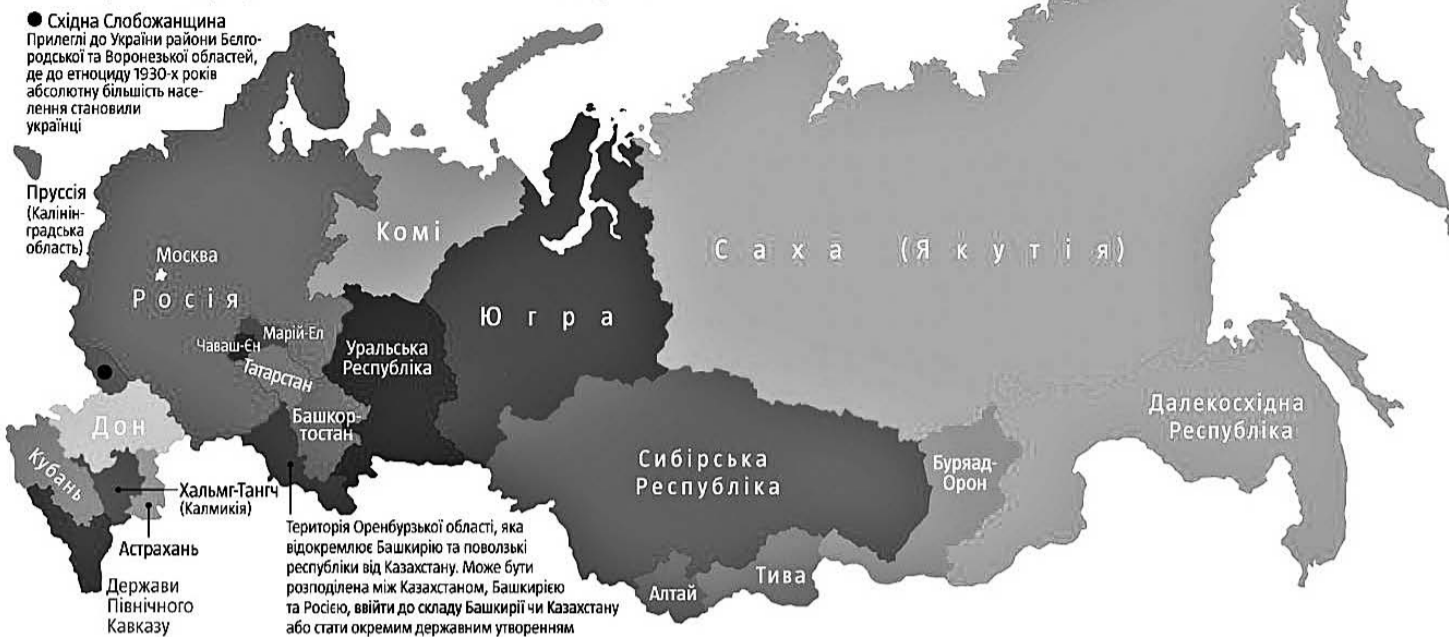 Східна Слобожанщина
Прилеглі до України райони Бєлго-
родської та Воронезької областей,
де до етноциду 1930-х років
абсолютну більшість насе-
лення становили
українці
Пруссія
(Калінін-
градська
область)
Москва
Росія
Комі
Югра
Саха (Якутія)
Марій-Ел
Чаваш-Єн
Татарстан
Уральська
Республіка
Башкор-
тостан
Дон
Кубань
Хальмг-Тангч
(Калмикія)
Астрахань
Держави
Північного
Кавказу
Територія Оренбурзької області, яка
відокремлює Башкирію та поволзькі
республіки від Казахстану. Може бути
розподілена між Казахстаном, Башкирією
та Росією, ввійти до складу Башкирії чи Казахстану
або стати окремим державним утворенням
Сибірська
Республіка
Алтай
Тива
Буряад-
Орон
Далекосхідна
Республіка